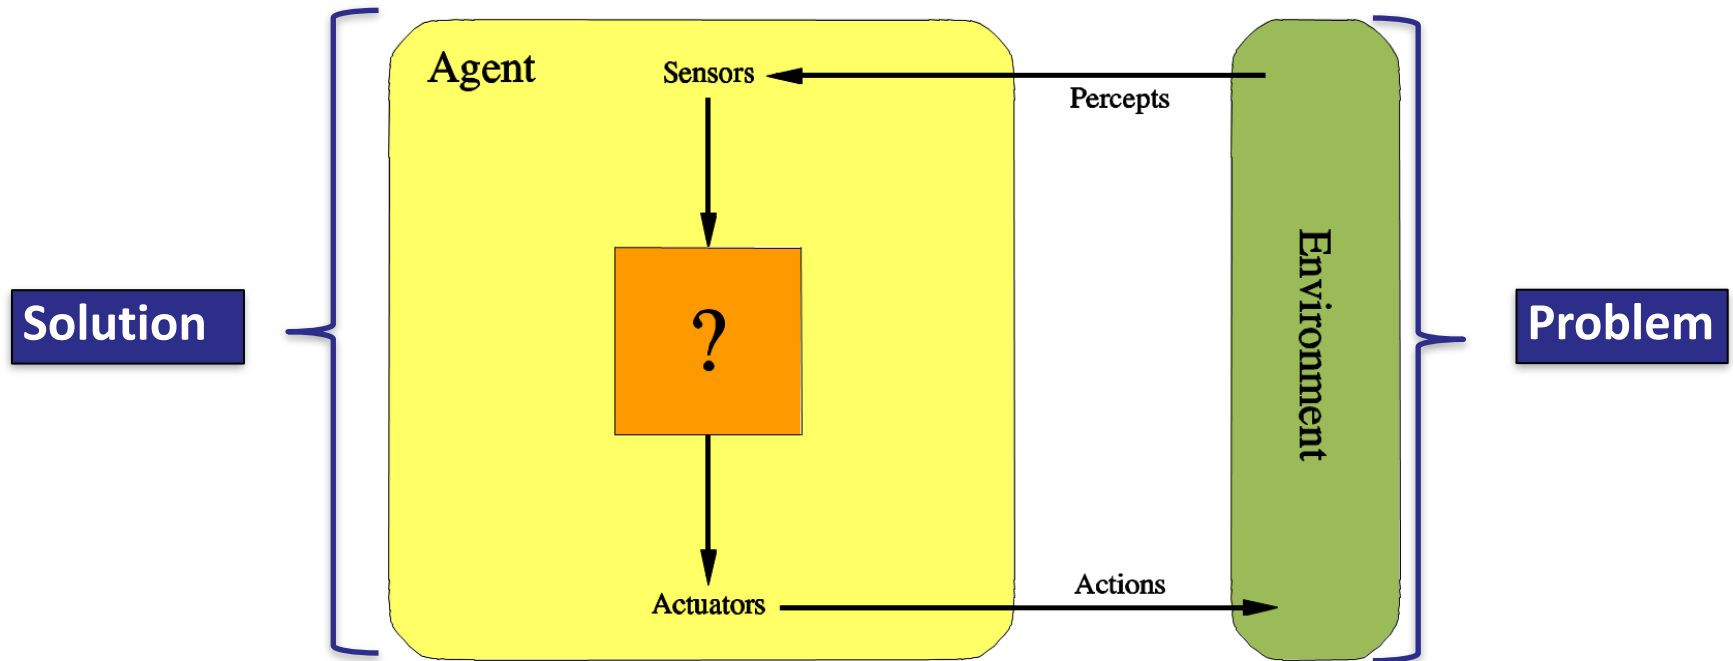 Agent
Sensors
Percepts
?
Environment
Solution
Problem
Actuators
Actions